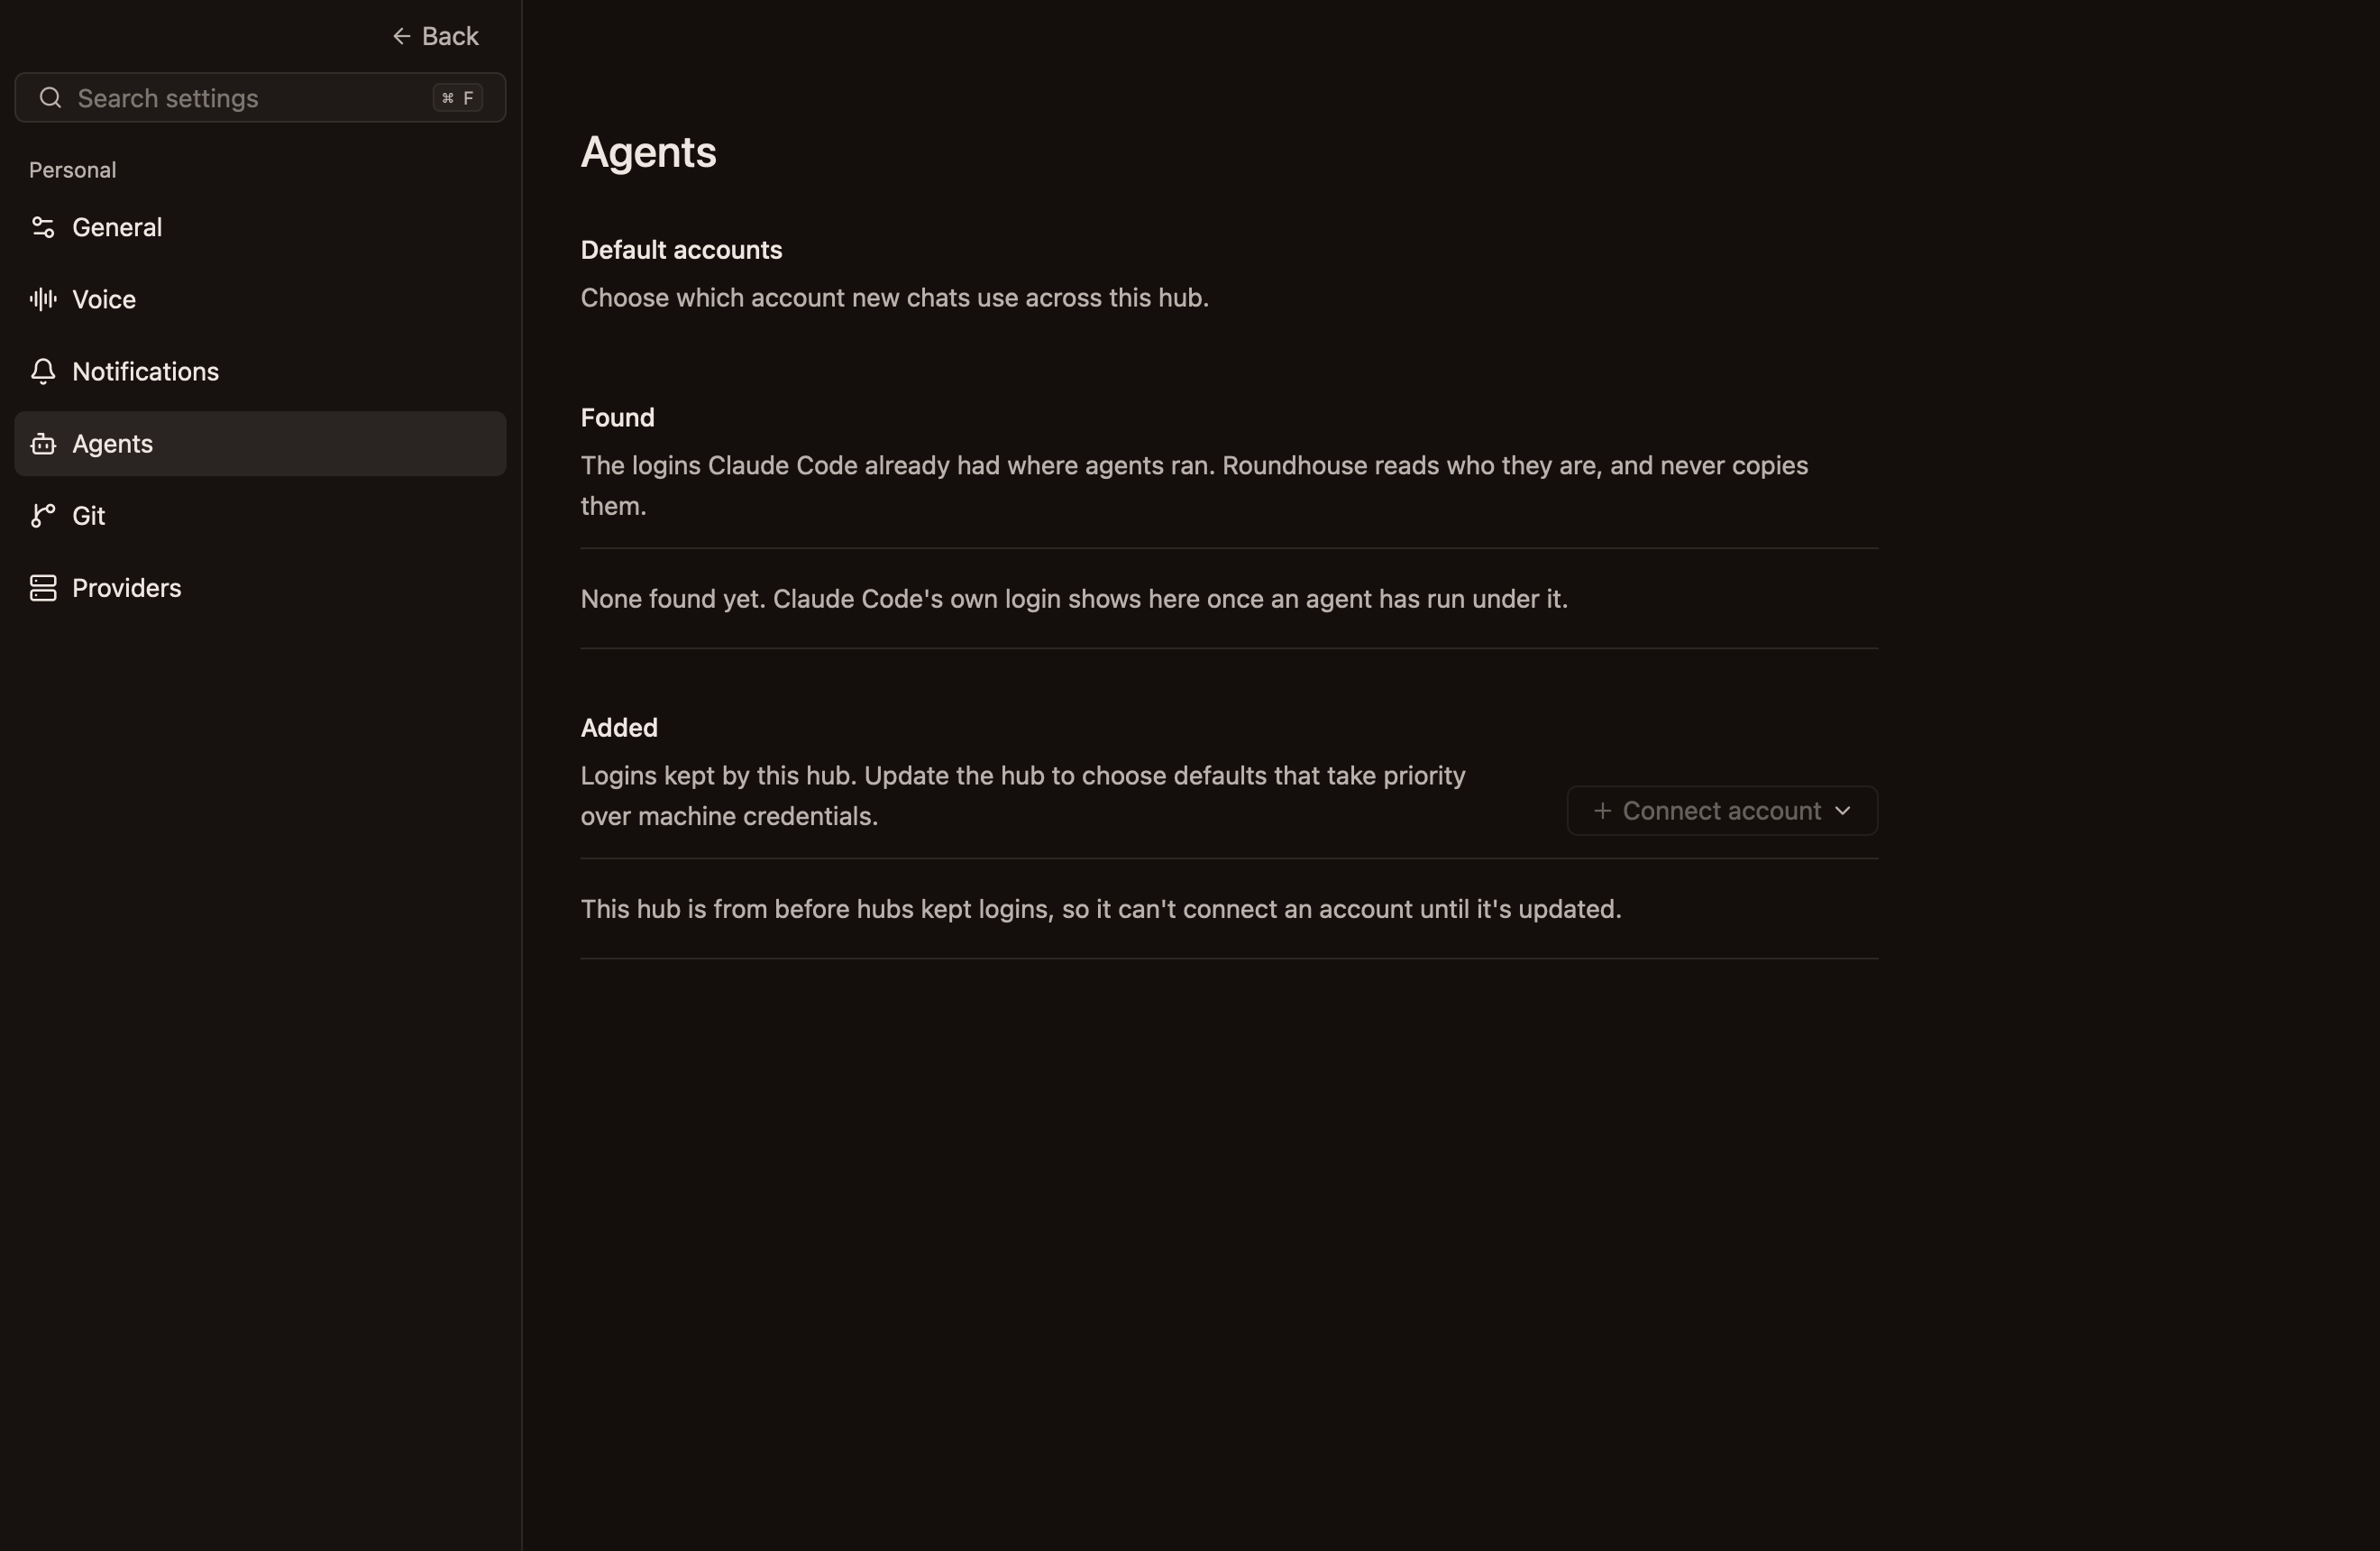 Back
Search settings
⌘ F
Personal
General
Voice
Notifications
Agents
Git
Providers
Agents
Default accounts
Choose which account new chats use across this hub.
Found
The logins Claude Code already had where agents ran. Roundhouse reads who they are, and never copies
them.
None found yet. Claude Code's own login shows here once an agent has run under it.
Added
Logins kept by this hub. Update the hub to choose defaults that take priority
over machine credentials.
Connect account
This hub is from before hubs kept logins, so it can't connect an account until it's updated.